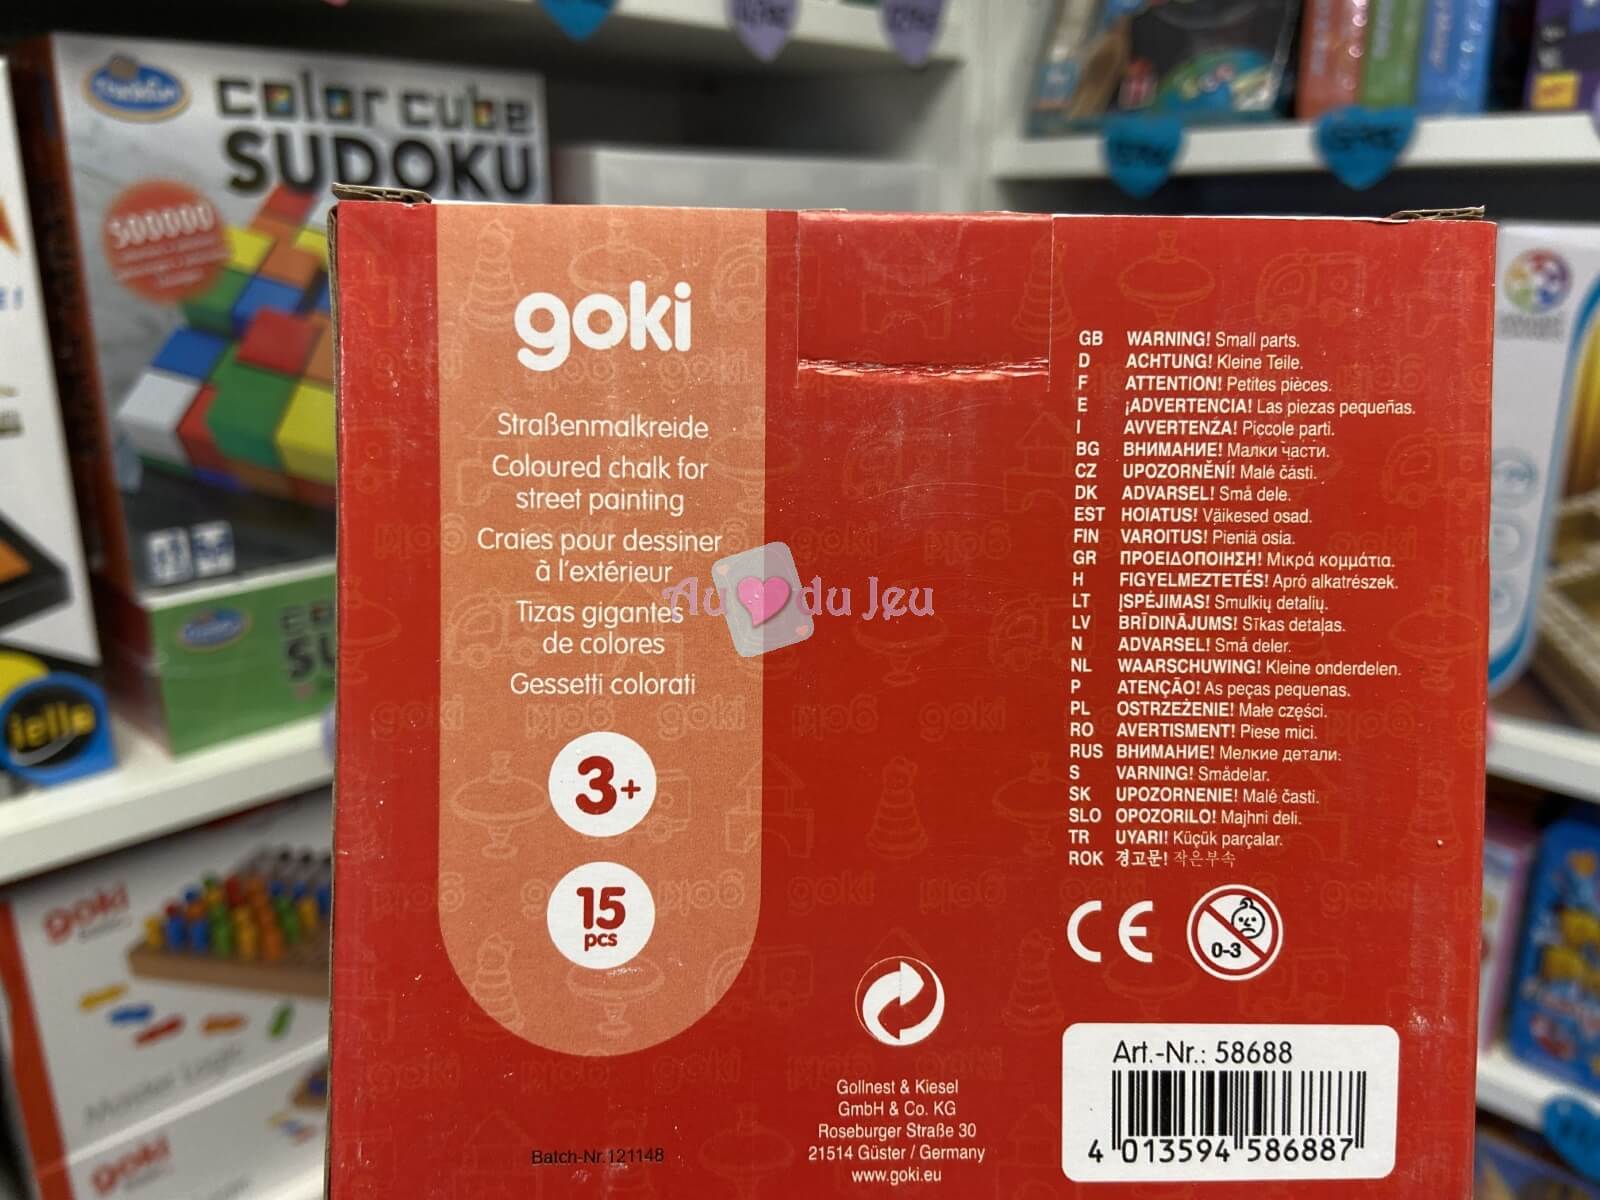 color cube
SUDOKU
500000
goki
Straßenmalkreide
Coloured chalk for
street painting
Craies pour dessiner
à l'extérieur
Tizas gigantes
de colores
Gessetti colorati
3+
15
pcs
Batch-Nr.121148
Au du Jeu
Gollnest & Kiesel
GmbH & Co. KG
Roseburger Straße 30
21514 Güster / Germany
www.goki.eu
GB WARNING! Small parts.
D ACHTUNG! Kleine Teile.
F ATTENTION! Petites pièces.
E ¡ADVERTENCIA! Las piezas pequeñas.
I AVVERTENZA! Piccole parti.
BG ВНИМАНИЕ! Малки части.
CZ UPOZORNĚNÍ! Malé části.
DK ADVARSEL! Små dele.
EST HOIATUS! Väikesed osad.
FIN VAROITUS! Pieniä osia.
GR ΠΡΟΕΙΔΟΠΟΙΗΣΗ! Μικρά κομμάτια.
H FIGYELMEZTETÉS! Apró alkatrészek.
LT ĮSPĖJIMAS! Smulkių detalių.
LV BRĪDINĀJUMS! Sīkas detaļas.
N ADVARSEL! Små deler.
NL WAARSCHUWING! Kleine onderdelen.
P ATENÇÃO! As peças pequenas.
PL OSTRZEŻENIE! Małe części.
RO AVERTISMENT! Piese mici.
RUS ВНИМАНИЕ! Мелкие детали:
S VARNING! Smådelar.
SK UPOZORNENIE! Malé časti.
SLO OPOZORILO! Majhni deli.
TR UYARI! Küçük parçalar.
ROK 경고문! 작은부속
CE
0-3
Art.-Nr.: 58688
4 013594 586887
iello
goki
Master Logic
goki